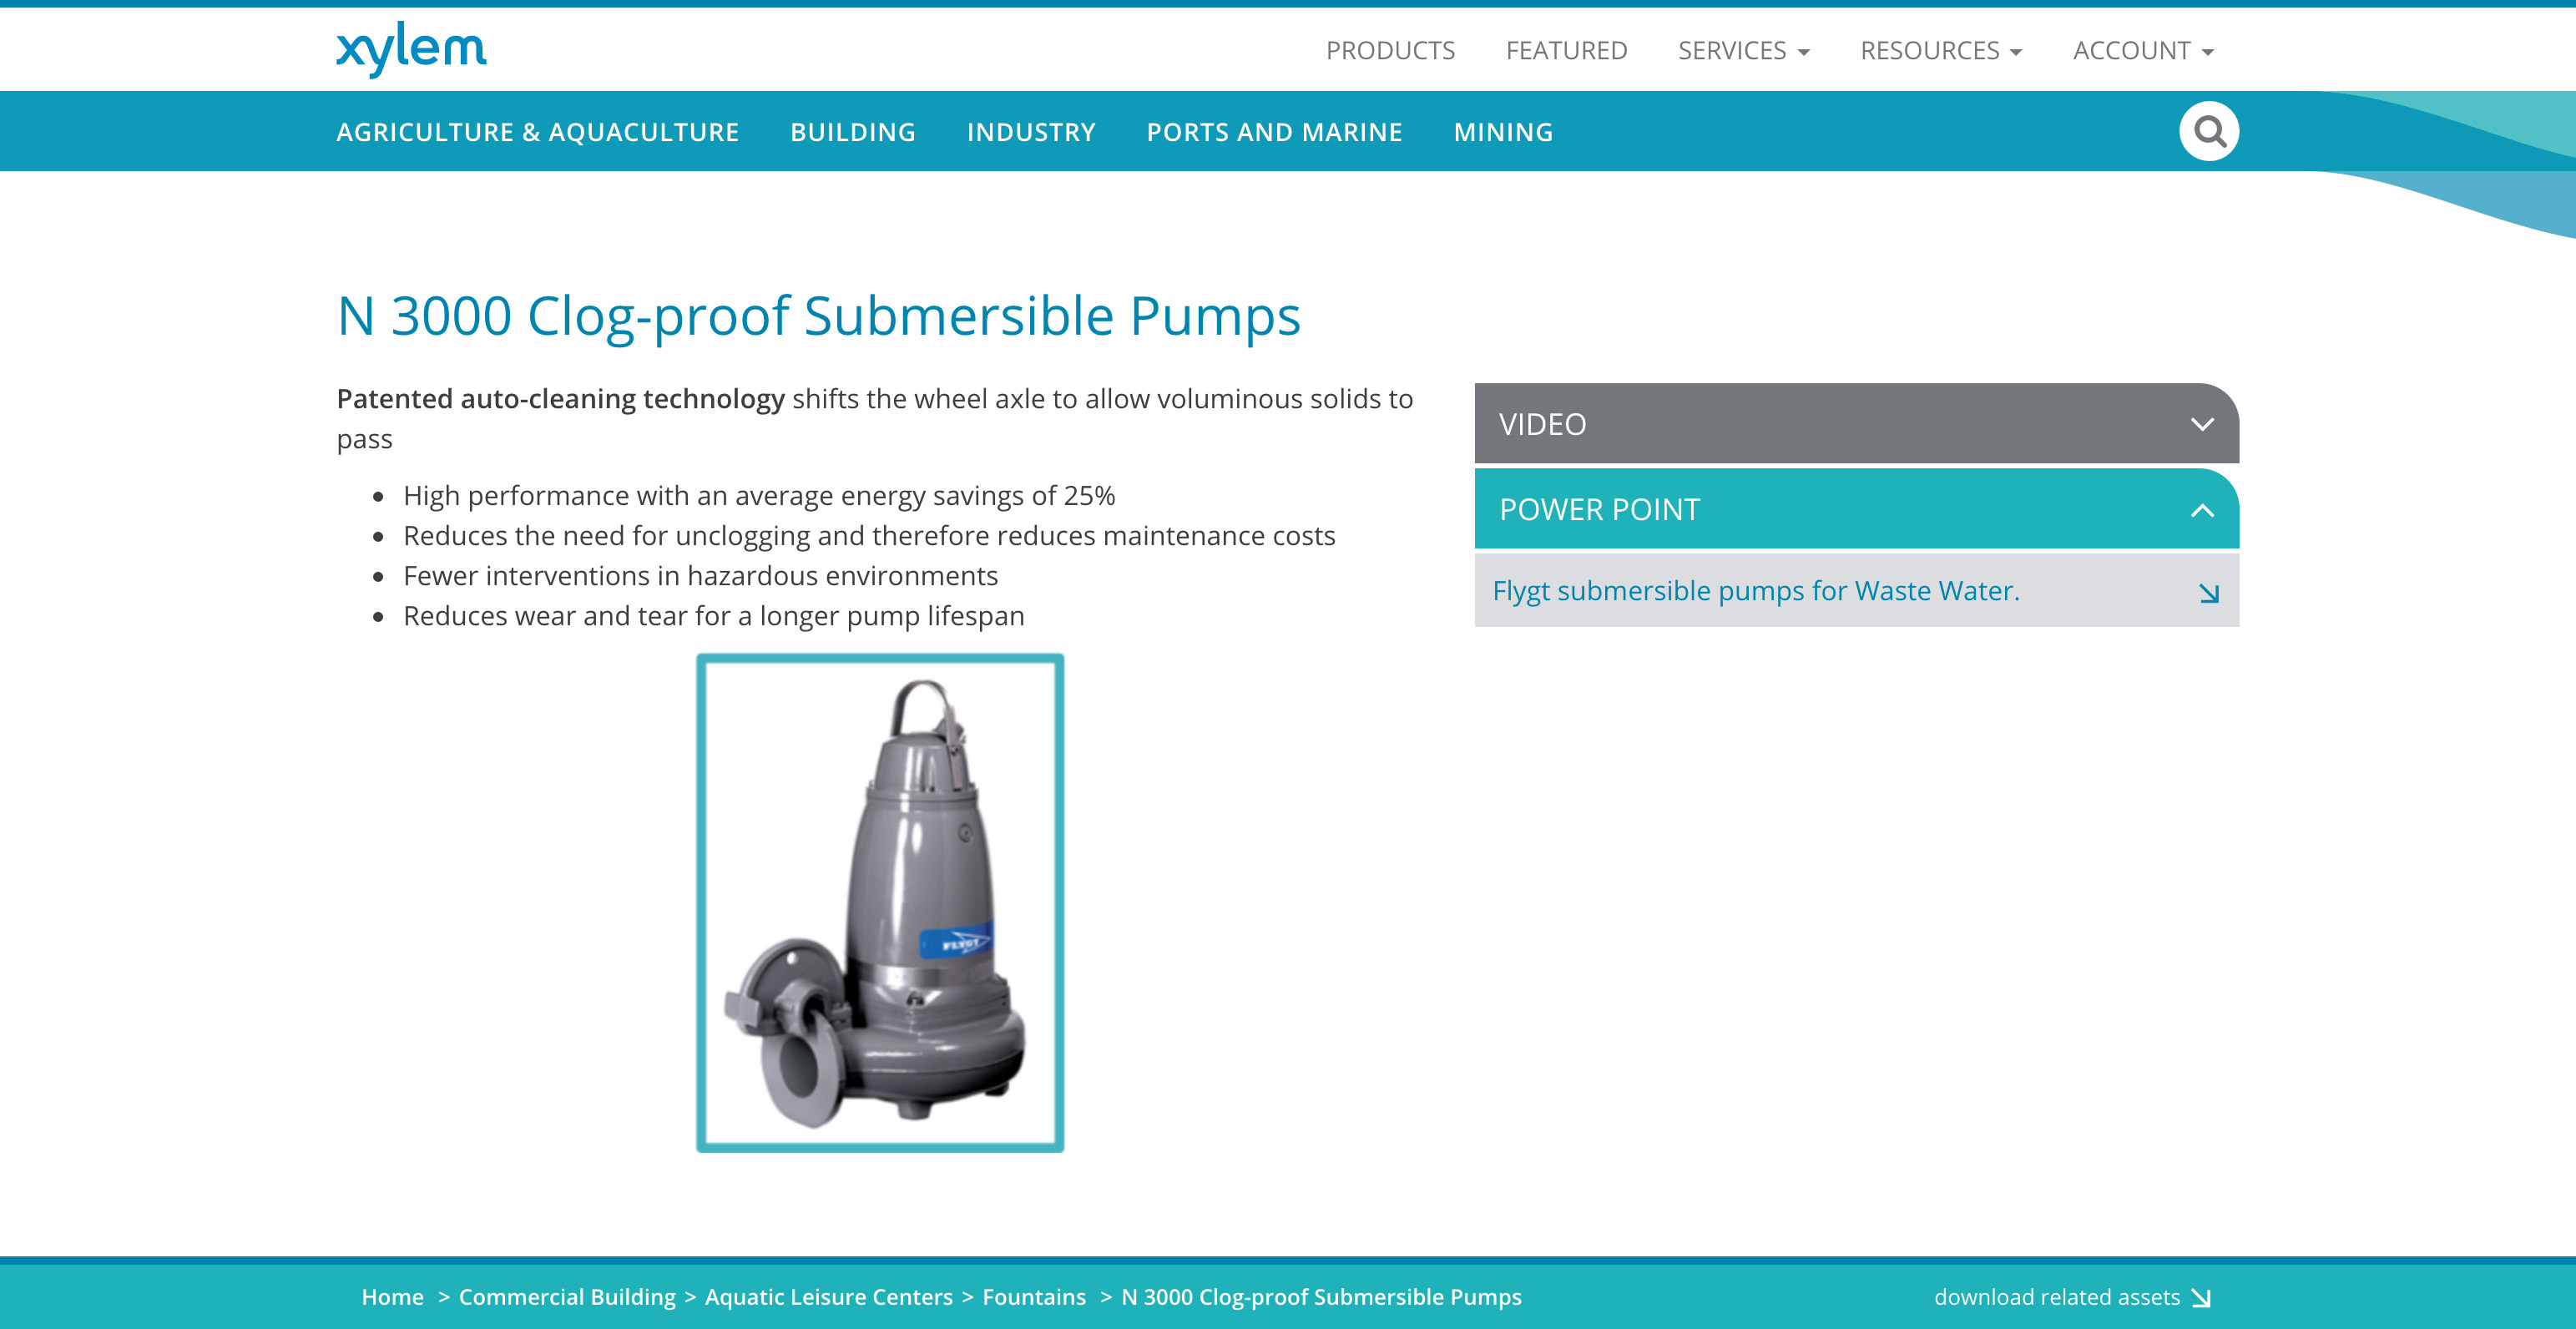 xylem
PRODUCTS FEATURED SERVICES RESOURCES ACCOUNT
AGRICULTURE & AQUACULTURE BUILDING INDUSTRY PORTS AND MARINE MINING
N 3000 Clog-proof Submersible Pumps
Patented auto-cleaning technology shifts the wheel axle to allow voluminous solids to
pass
• High performance with an average energy savings of 25%
• Reduces the need for unclogging and therefore reduces maintenance costs
• Fewer interventions in hazardous environments
• Reduces wear and tear for a longer pump lifespan
VIDEO
POWER POINT
Flygt submersible pumps for Waste Water.
FLYGT
Home > Commercial Building > Aquatic Leisure Centers > Fountains > N 3000 Clog-proof Submersible Pumps
download related assets